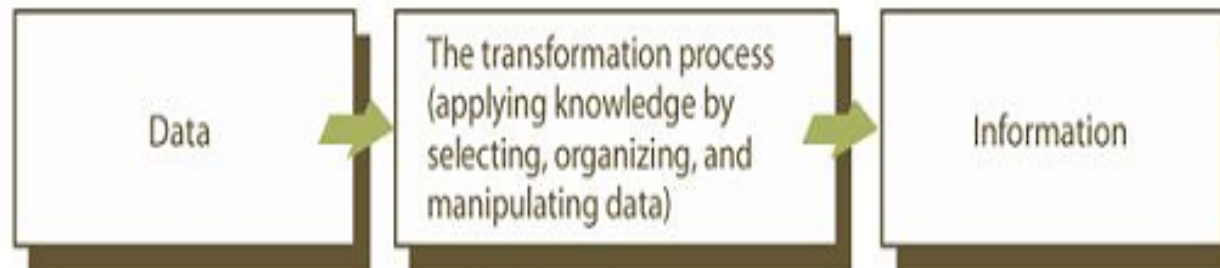 Data
The transformation process
(applying knowledge by
selecting, organizing, and
manipulating data)
Information